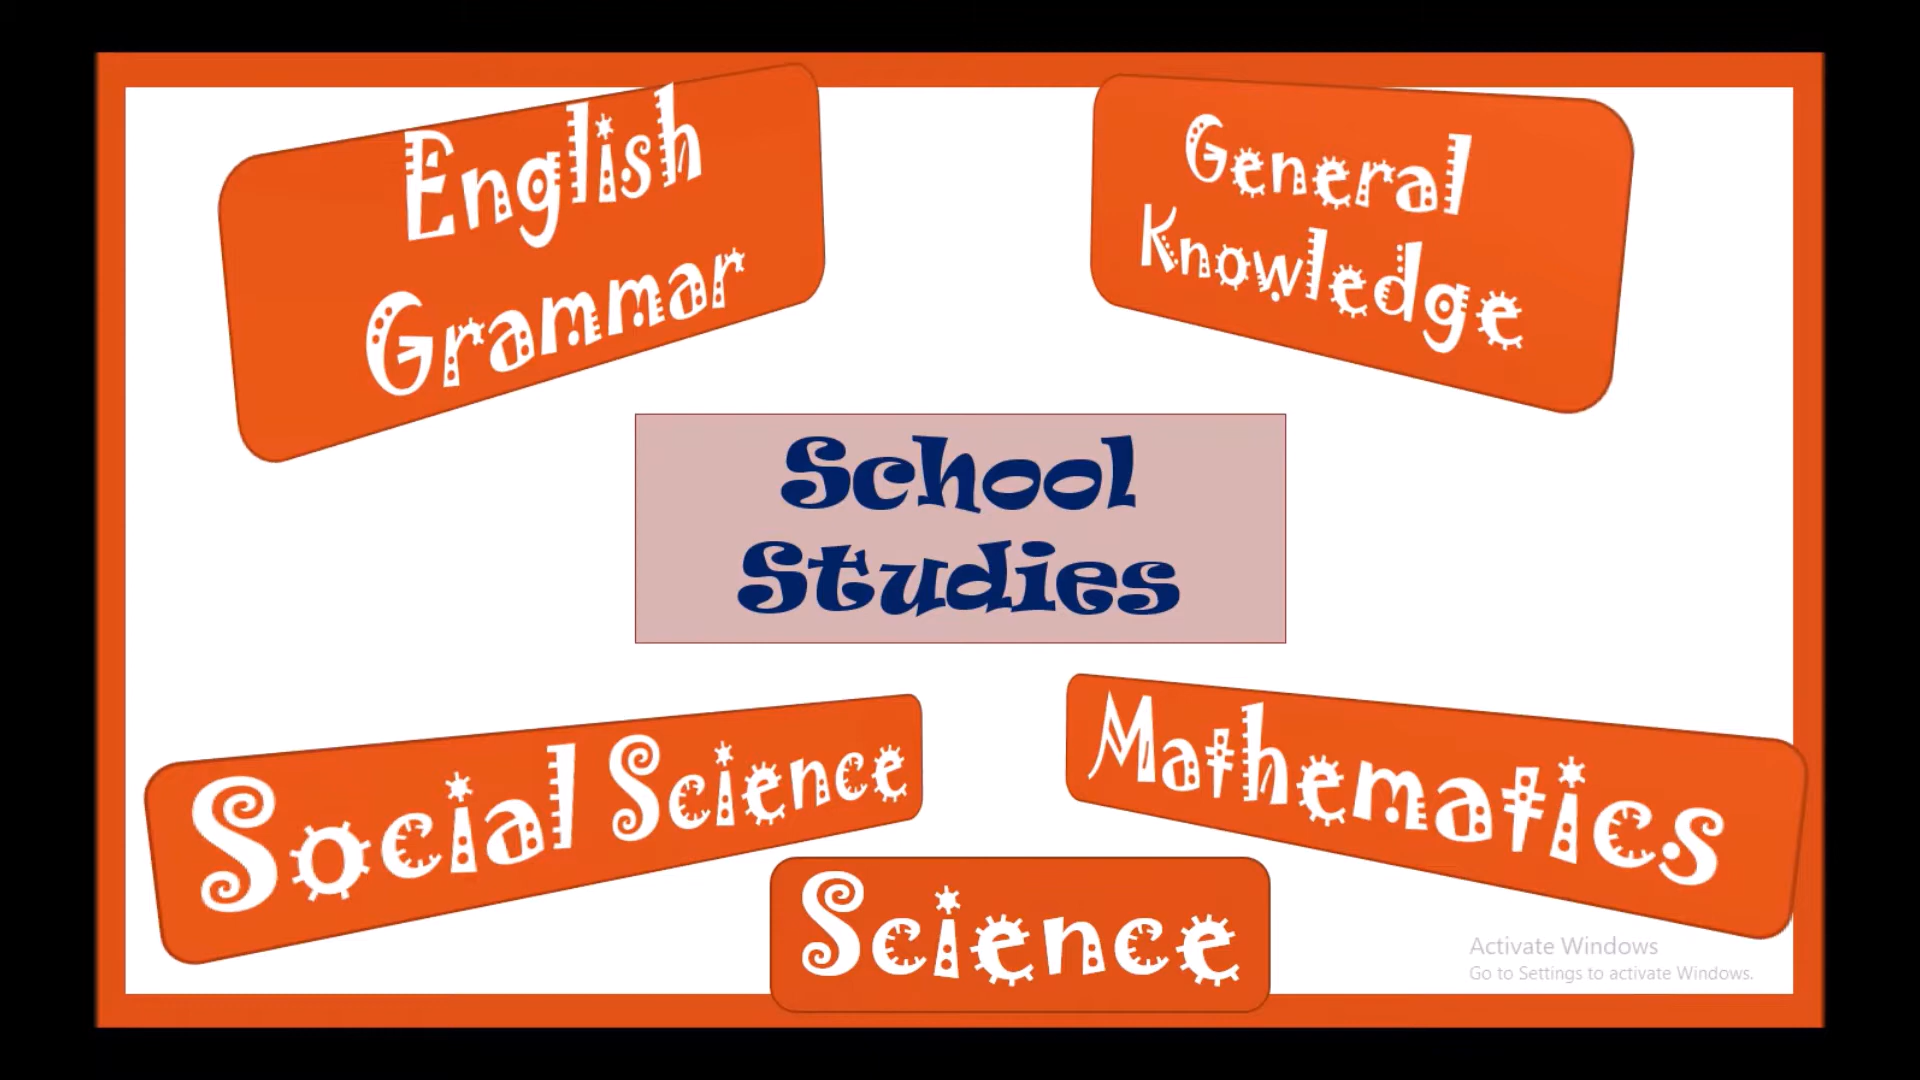 English
Grammar
General
Knowledge
School
Studies
Social Science
Mathematics
Science
Activate Windows
Go to Settings to activate Windows.